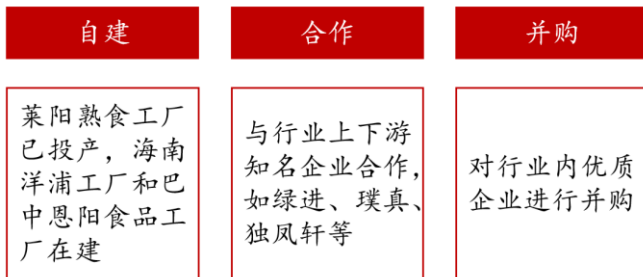 自建
合作
并购
莱阳熟食工厂
已投产，海南
洋浦工厂和巴
中恩阳食品工
厂在建
与行业上下游
知名企业合作，
如绿进、璞真、
独凤轩等
对行业内优质
企业进行并购